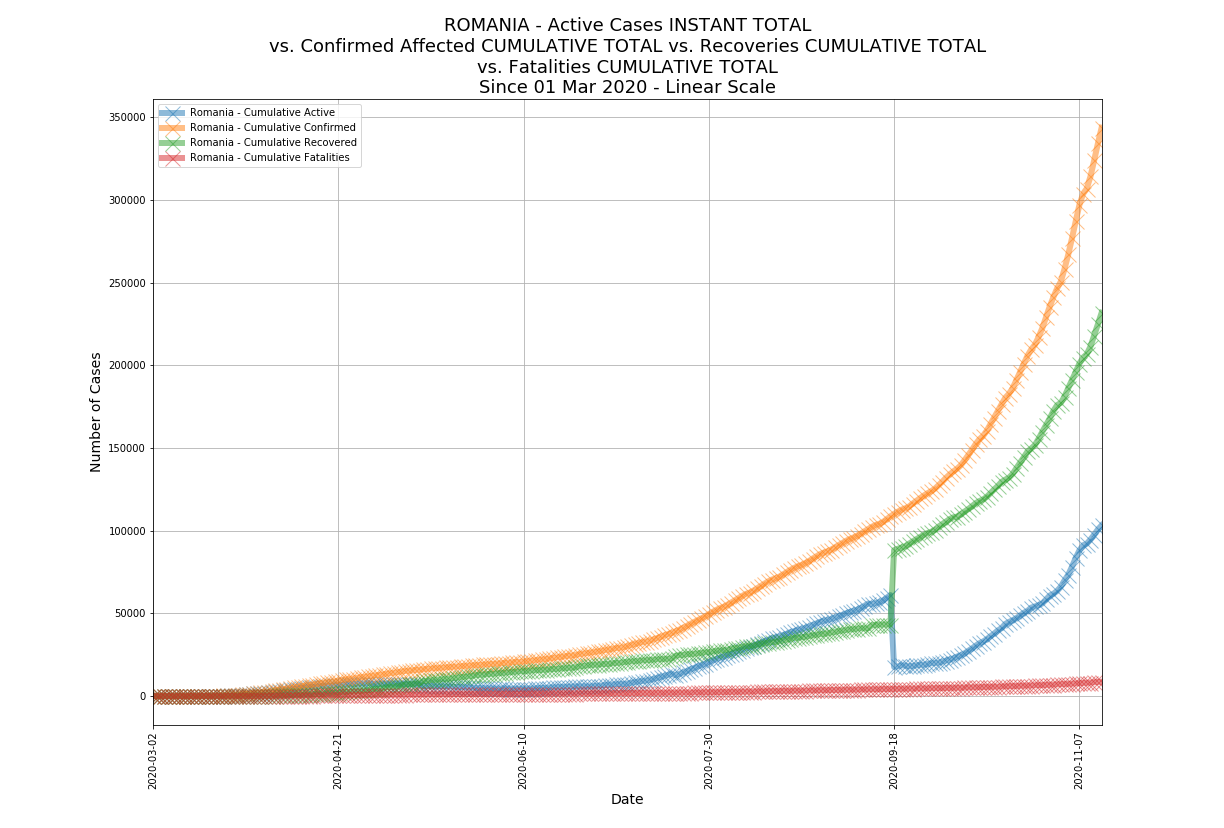 ROMANIA - Active Cases INSTANT TOTAL
vs. Confirmed Affected CUMULATIVE TOTAL vs. Recoveries CUMULATIVE TOTAL
vs. Fatalities CUMULATIVE TOTAL
Since 01 Mar 2020 - Linear Scale
Romania - Cumulative Active
Romania - Cumulative Confirmed
Romania - Cumulative Recovered
Romania - Cumulative Fatalities
350000
300000
250000
200000
150000
100000
50000
0
Number of Cases
2020-03-02
2020-04-21
2020-06-10
2020-07-30
2020-09-18
2020-11-07
Date